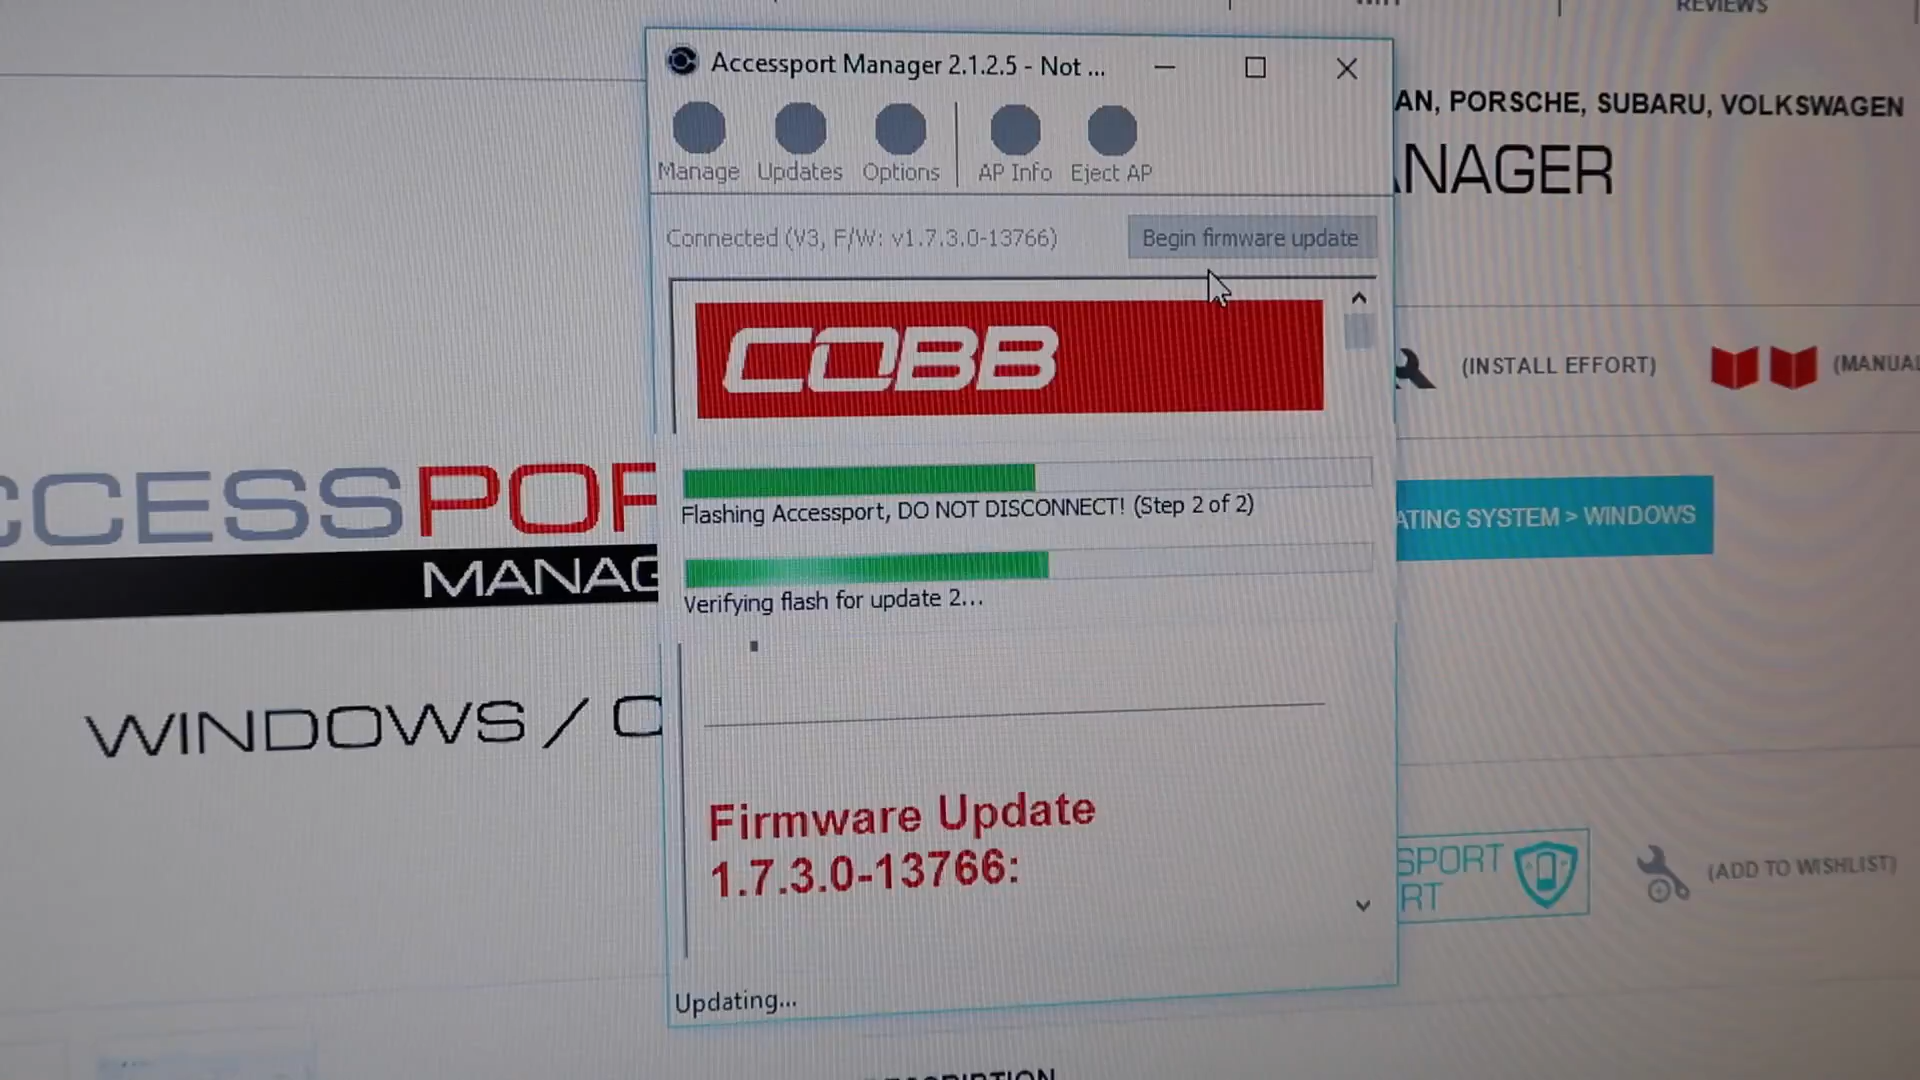 REVIEWS
Accessport Manager 2.1.2.5 - Not ...
AN, PORSCHE, SUBARU, VOLKSWAGEN
Manage Updates Options AP Info Eject AP
NAGER
Connected (V3, F/W: v1.7.3.0-13766) Begin firmware update
COBB
(INSTALL EFFORT) (MANUAL
CCESSPOR
Flashing Accessport, DO NOT DISCONNECT! (Step 2 of 2)
ATING SYSTEM > WINDOWS
MANAG
Verifying flash for update 2...
WINDOWS / C
Firmware Update
1.7.3.0-13766:
SPORT
RT
(ADD TO WISHLIST)
Updating...
DESCRIPTION